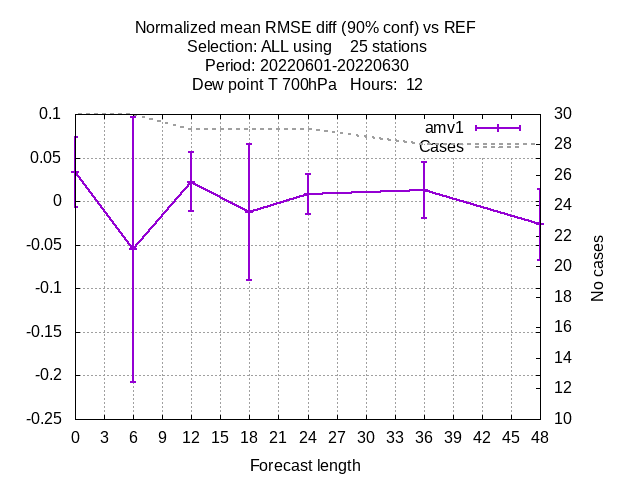 Normalized mean RMSE diff (90% conf) vs REF
Selection: ALL using    25 stations
Period: 20220601-20220630
Dew point T 700hPa   Hours:  12
0.1
0.05
0
-0.05
-0.1
-0.15
-0.2
-0.25
amv1
Cases
30
28
26
24
22
20
18
16
14
12
10
No cases
0 3 6 9 12 15 18 21 24 27 30 33 36 39 42 45 48
Forecast length